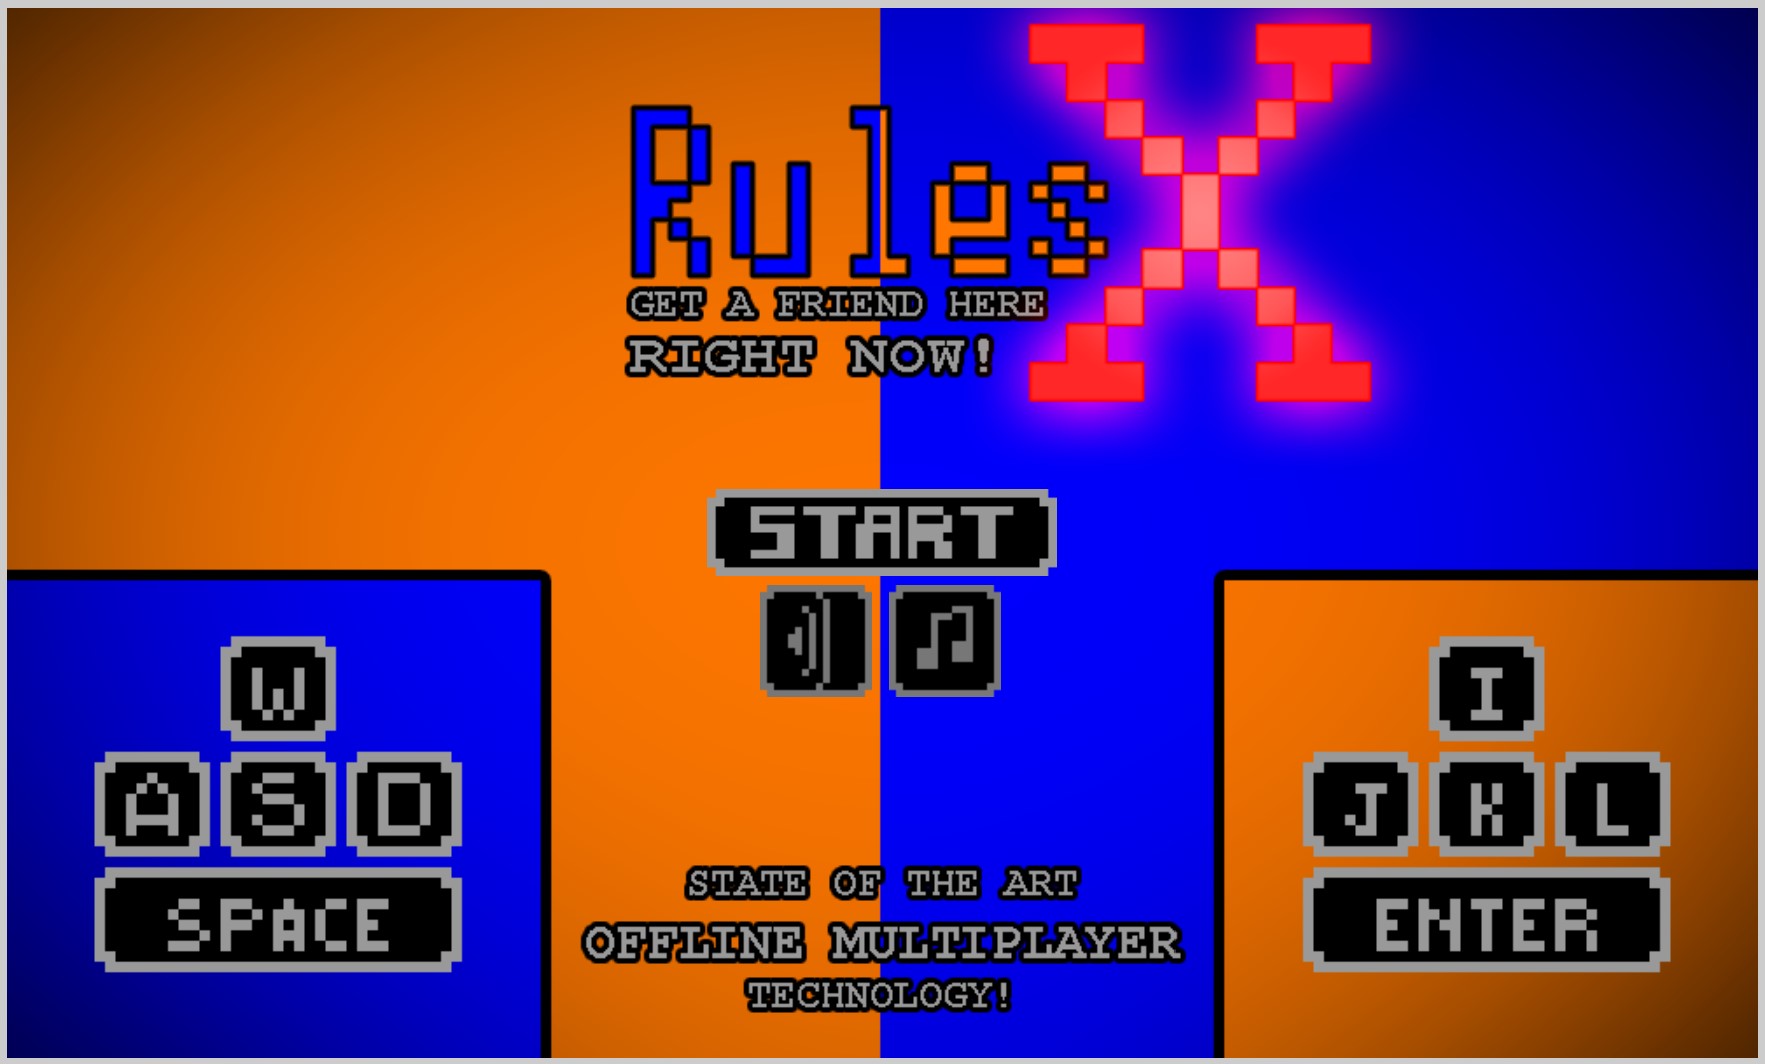 Rules X
GET A FRIEND HERE
RIGHT NOW!
START
W
A S D
SPACE
I
J K L
ENTER
STATE OF THE ART
OFFLINE MULTIPLAYER
TECHNOLOGY!